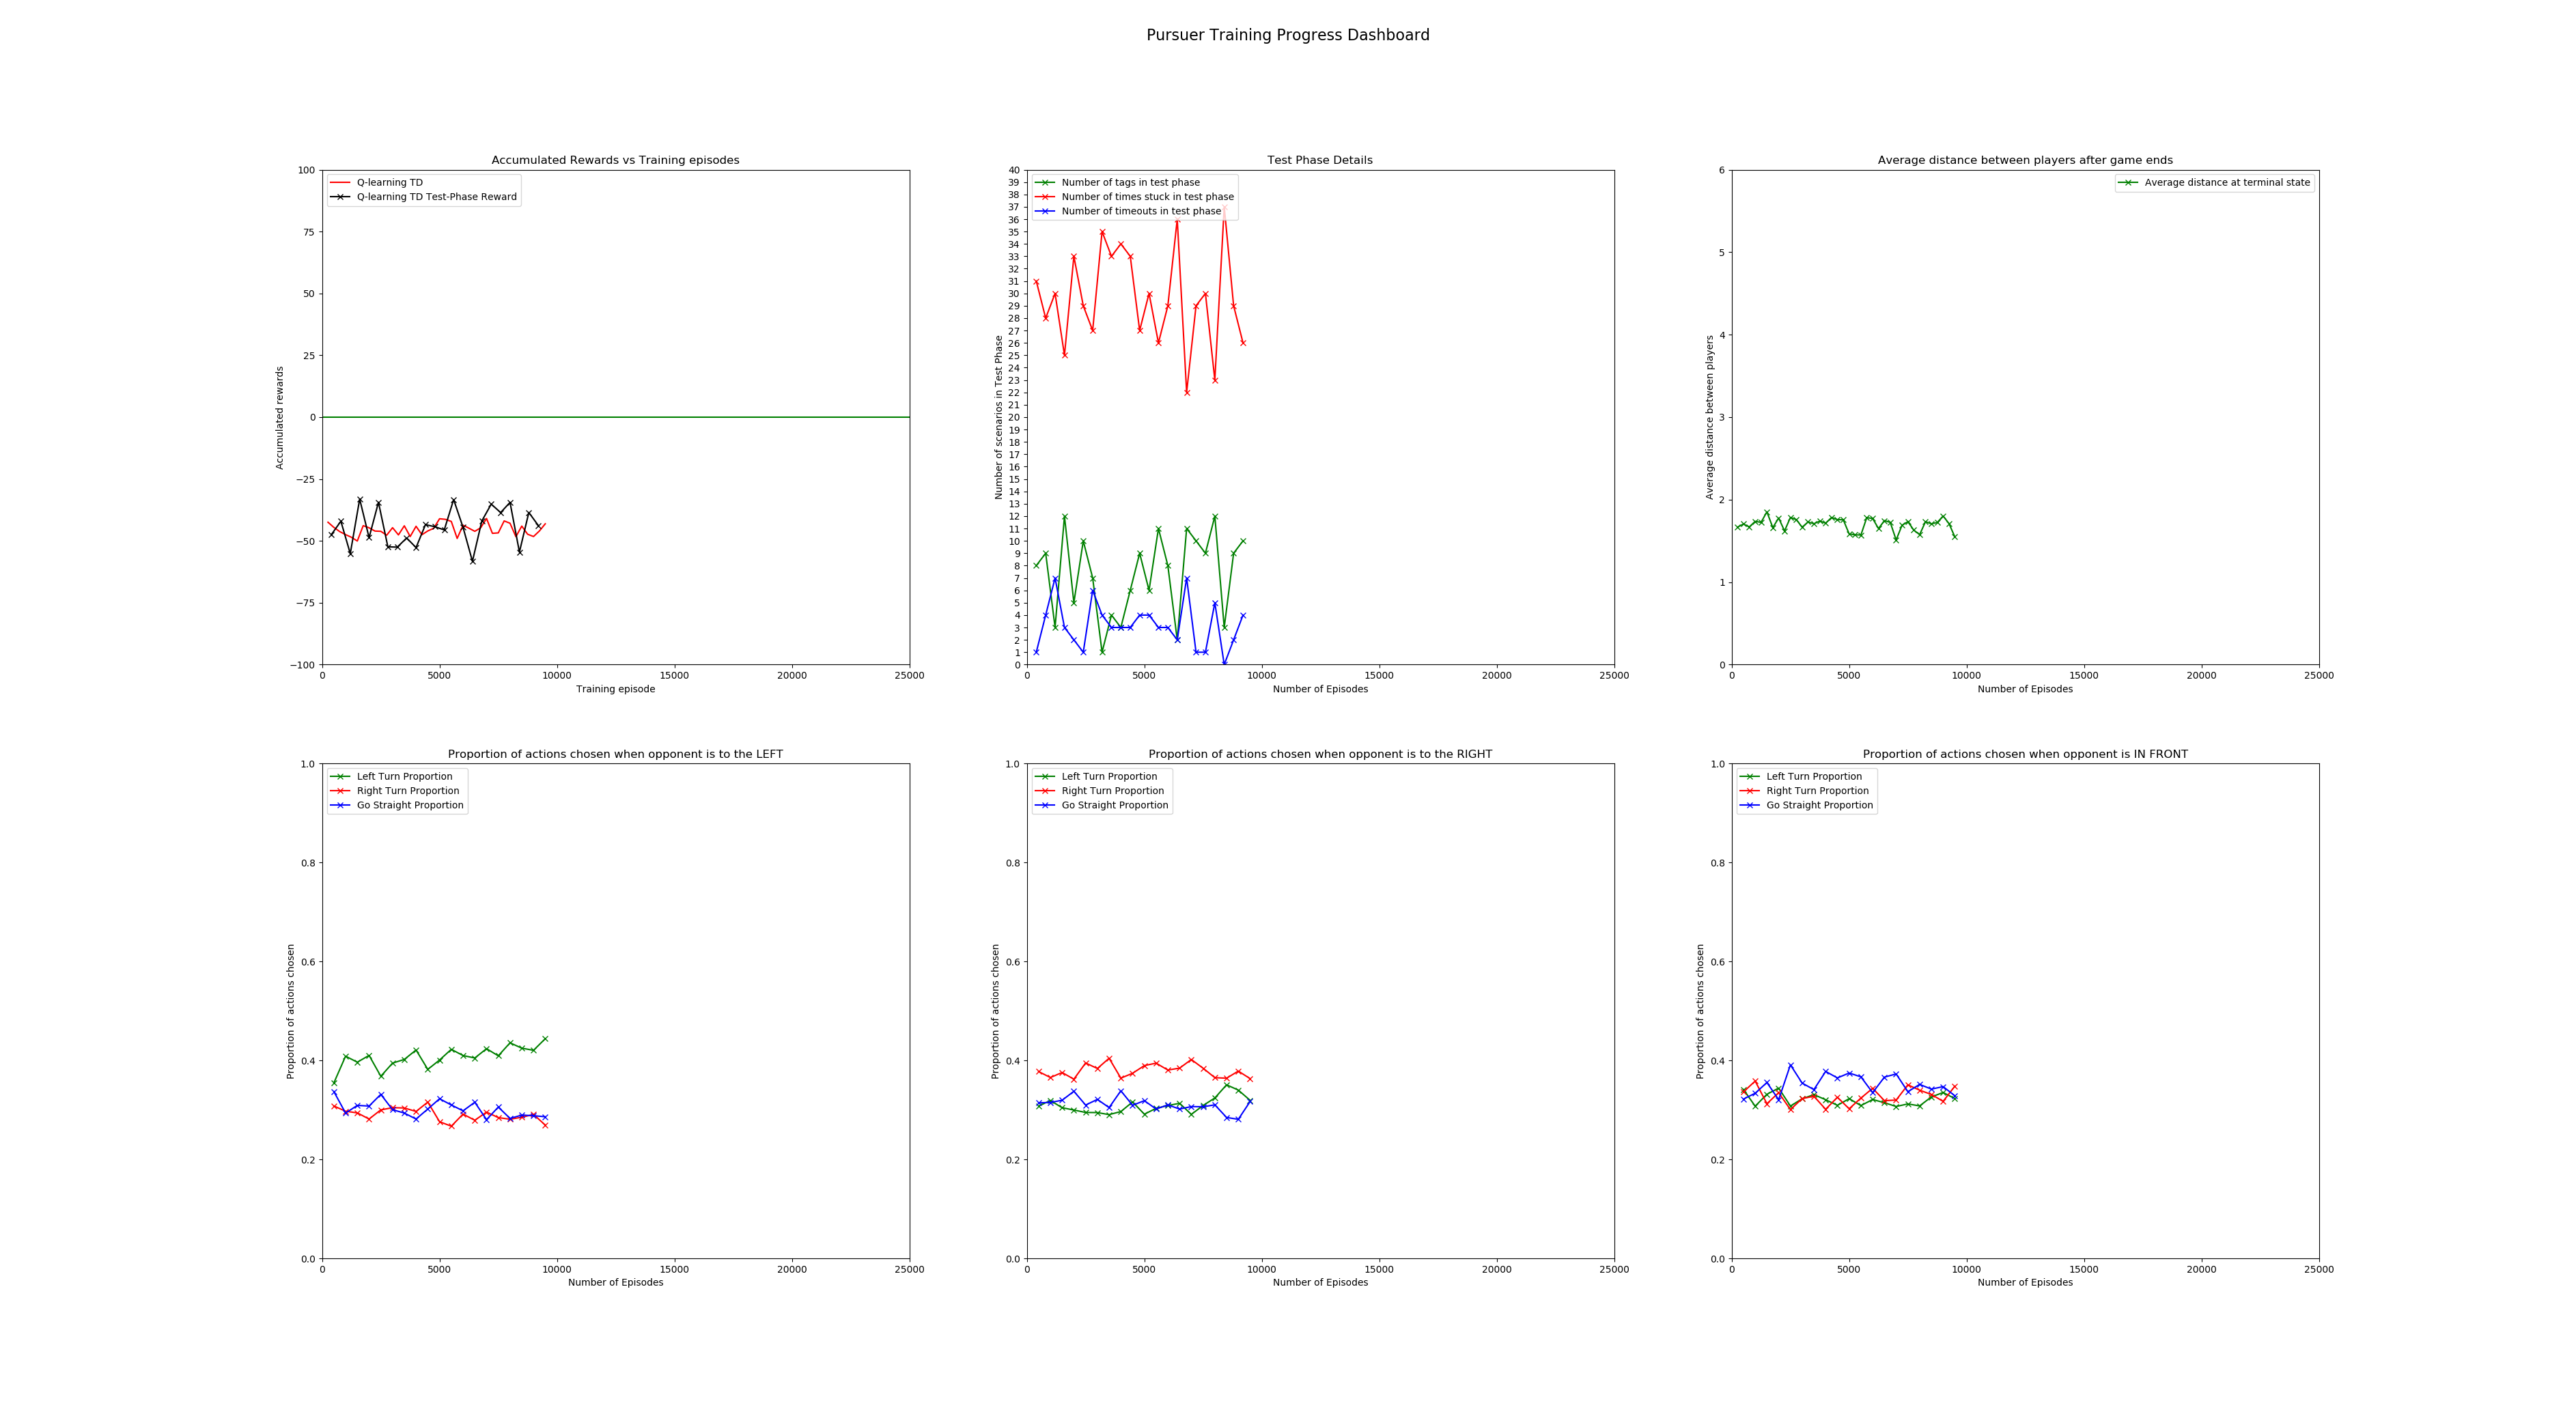 Pursuer Training Progress Dashboard
Accumulated Rewards vs Training episodes
100
75
50
25
0
−25
−50
−75
−100
Accumulated rewards
Q-learning TD
Q-learning TD Test-Phase Reward
0 5000 10000 15000 20000 25000
Training episode
Test Phase Details
40
39
38
37
36
35
34
33
32
31
30
29
28
27
26
25
24
23
22
21
20
19
18
17
16
15
14
13
12
11
10
9
8
7
6
5
4
3
2
1
0
Number of scenarios in Test Phase
Number of tags in test phase
Number of times stuck in test phase
Number of timeouts in test phase
0 5000 10000 15000 20000 25000
Number of Episodes
Average distance between players after game ends
6
5
4
3
2
1
0
Average distance between players
Average distance at terminal state
0 5000 10000 15000 20000 25000
Number of Episodes
Proportion of actions chosen when opponent is to the LEFT
1.0
0.8
0.6
0.4
0.2
0.0
Proportion of actions chosen
Left Turn Proportion
Right Turn Proportion
Go Straight Proportion
0 5000 10000 15000 20000 25000
Number of Episodes
Proportion of actions chosen when opponent is to the RIGHT
1.0
0.8
0.6
0.4
0.2
0.0
Proportion of actions chosen
Left Turn Proportion
Right Turn Proportion
Go Straight Proportion
0 5000 10000 15000 20000 25000
Number of Episodes
Proportion of actions chosen when opponent is IN FRONT
1.0
0.8
0.6
0.4
0.2
0.0
Proportion of actions chosen
Left Turn Proportion
Right Turn Proportion
Go Straight Proportion
0 5000 10000 15000 20000 25000
Number of Episodes